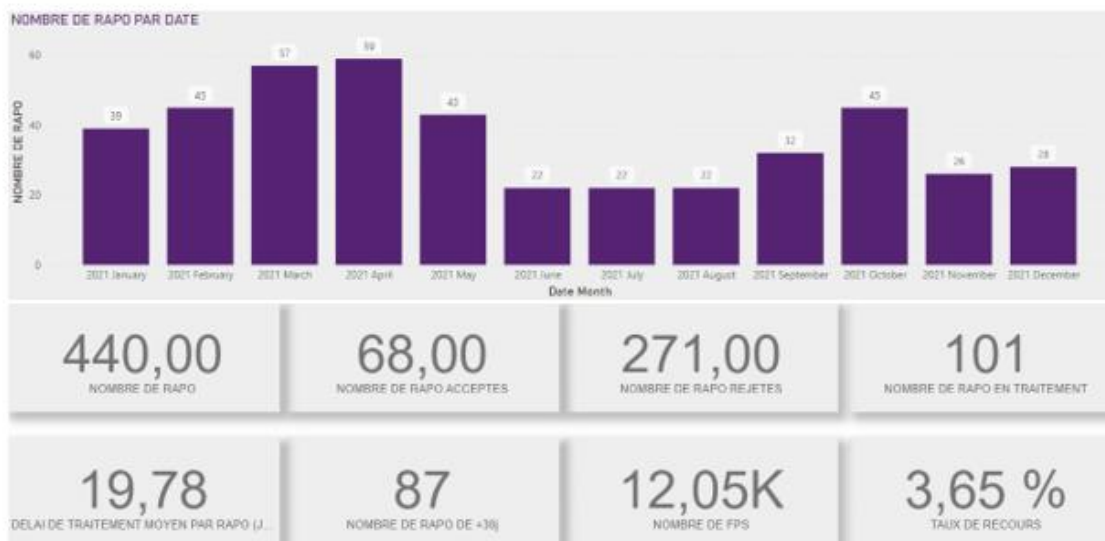 NOMBRE DE RAPO PAR DATE
NOMBRE DE RAPO
60
40
20
0
39
45
57
59
43
22
22
22
32
45
26
28
2021 January
2021 February
2021 March
2021 April
2021 May
2021 June
2021 July
2021 August
2021 September
2021 October
2021 November
2021 December
Date Month
440,00
NOMBRE DE RAPO
68,00
NOMBRE DE RAPO ACCEPTES
271,00
NOMBRE DE RAPO REJETES
101
NOMBRE DE RAPO EN TRAITEMENT
19,78
DELAI DE TRAITEMENT MOYEN PAR RAPO (J...
87
NOMBRE DE RAPO DE +30j
12,05K
NOMBRE DE FPS
3,65 %
TAUX DE RECOURS